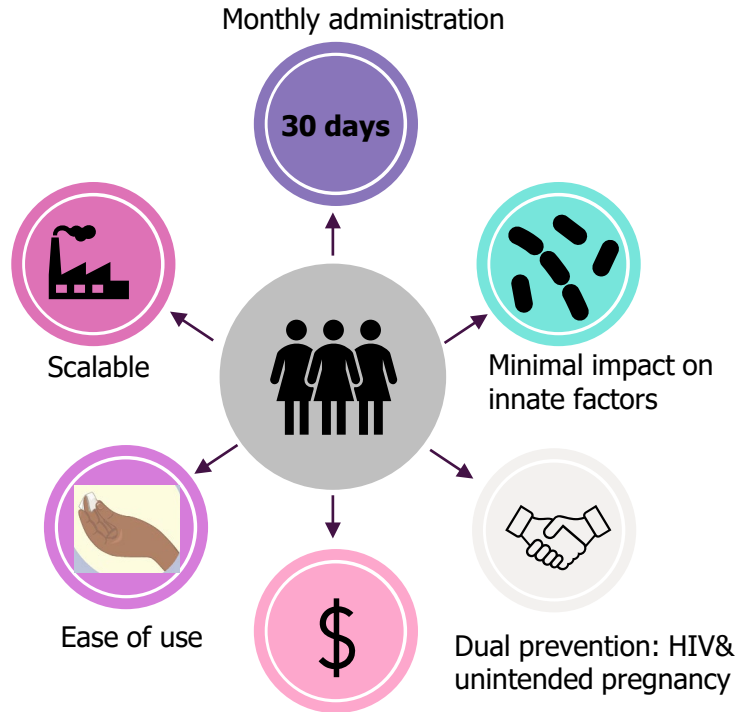 Monthly administration
30 days
Scalable
Minimal impact on
innate factors
Ease of use
$
Dual prevention: HIV&
unintended pregnancy